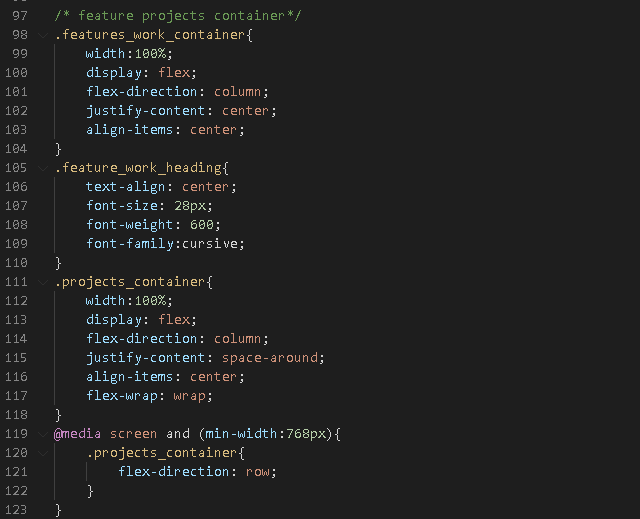 97 /* feature projects container*/
98 .features_work_container{
99 width:100%;
100 display: flex;
101 flex-direction: column;
102 justify-content: center;
103 align-items: center;
104 }
105 .feature_work_heading{
106 text-align: center;
107 font-size: 28px;
108 font-weight: 600;
109 font-family:cursive;
110 }
111 .projects_container{
112 width:100%;
113 display: flex;
114 flex-direction: column;
115 justify-content: space-around;
116 align-items: center;
117 flex-wrap: wrap;
118 }
119 @media screen and (min-width:768px){
120 .projects_container{
121 flex-direction: row;
122 }
123 }